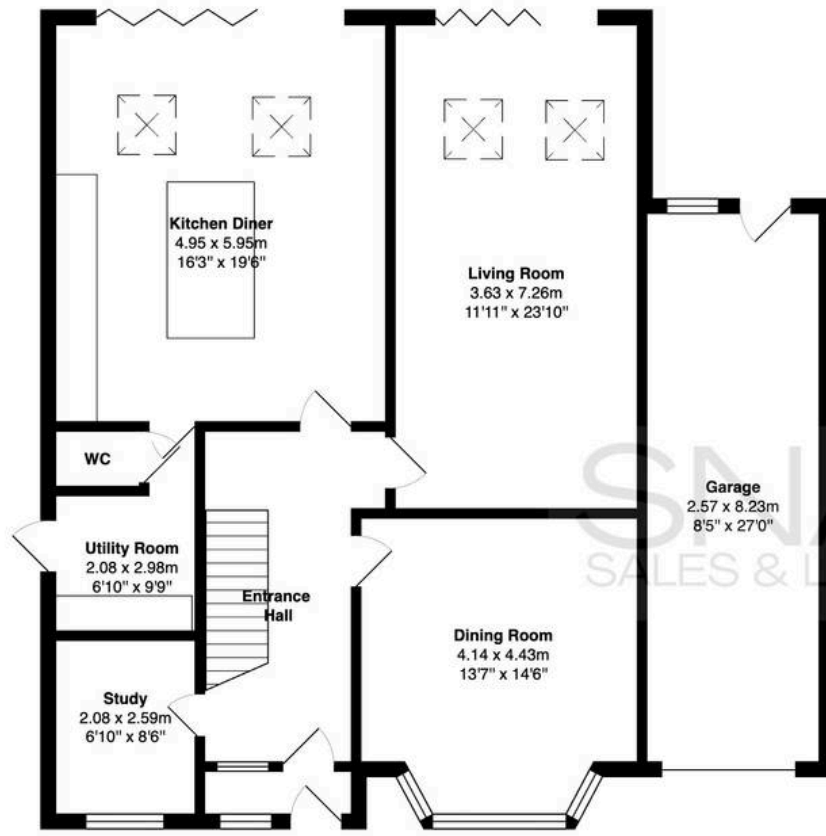 Kitchen Diner
4.95 x 5.95m
16'3" x 19'6"
Living Room
3.63 x 7.26m
11'11" x 23'10"
WC
Garage
2.57 x 8.23m
8'5" x 27'0"
Utility Room
2.08 x 2.98m
6'10" x 9'9"
Entrance
Hall
Dining Room
4.14 x 4.43m
13'7" x 14'6"
Study
2.08 x 2.59m
6'10" x 8'6"
SALES & L